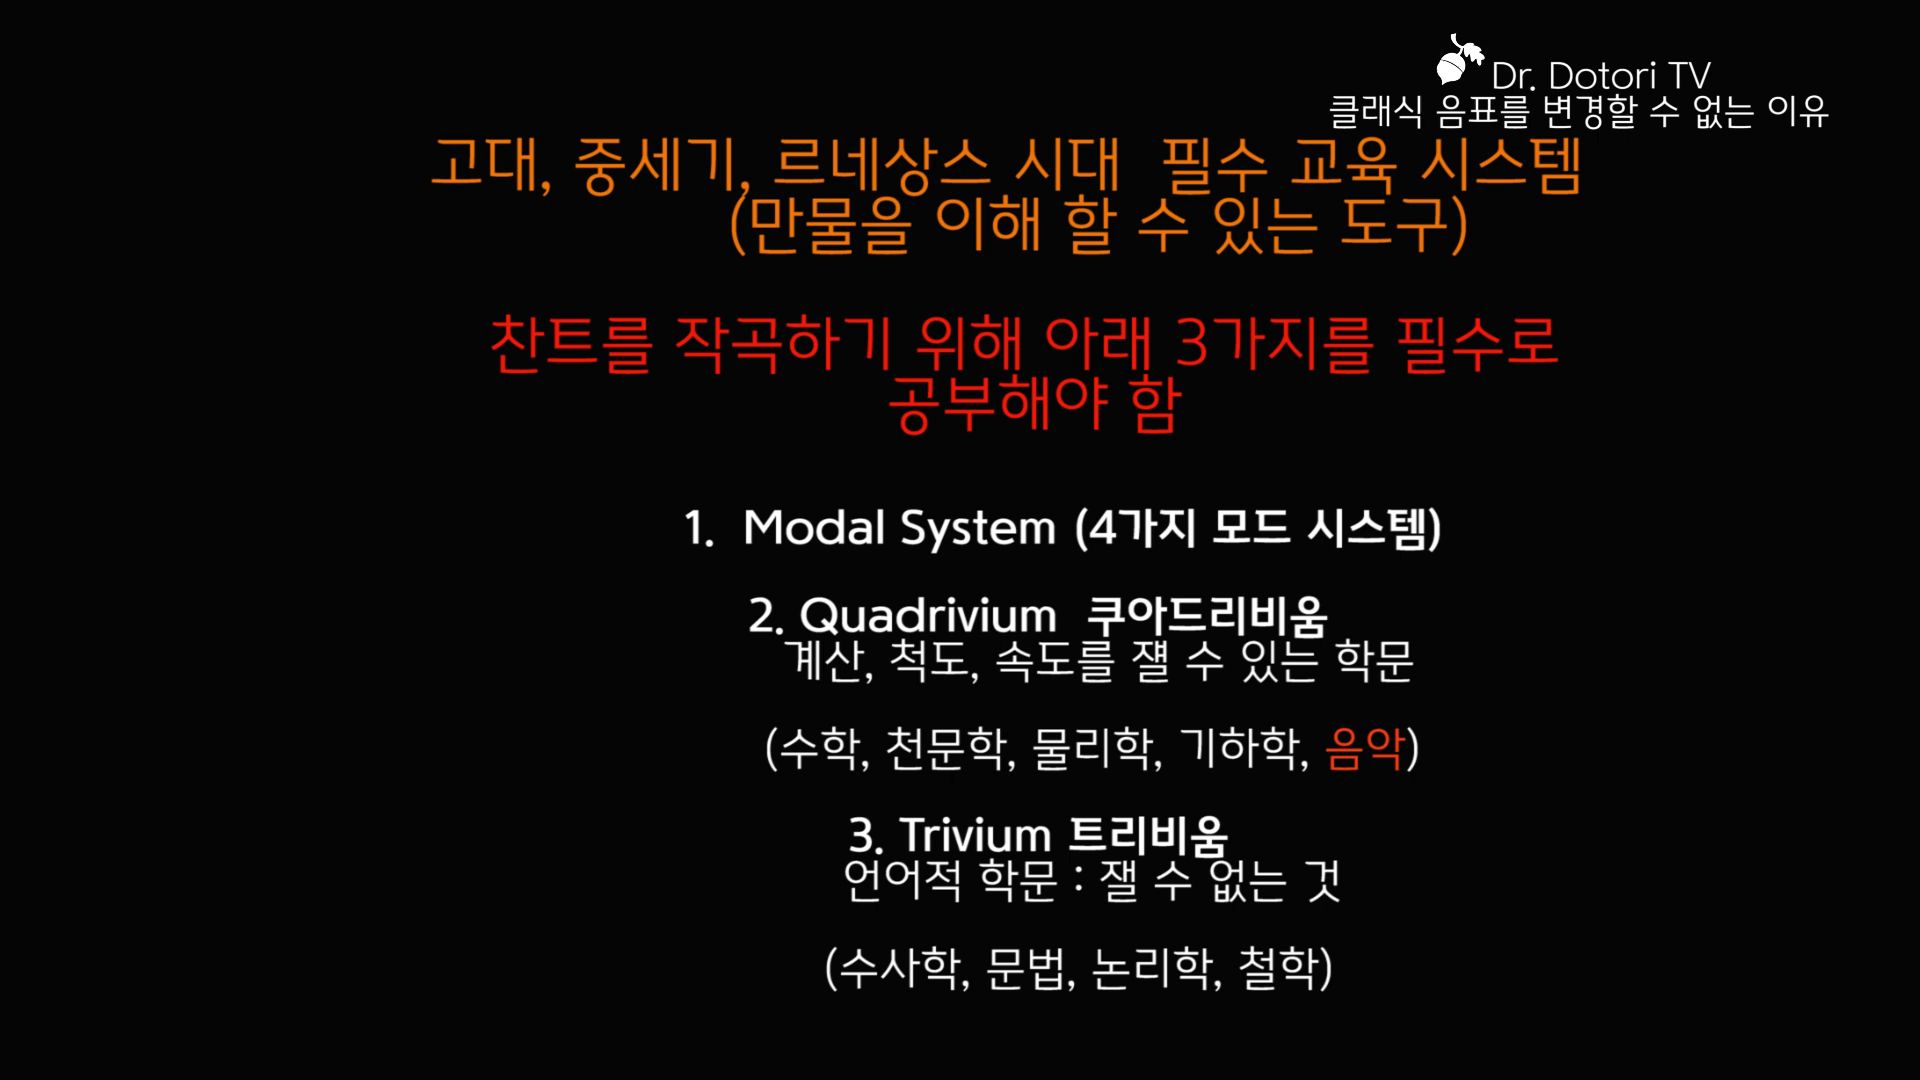 Dr. Dotori TV
클래식 음표를 변경할 수 없는 이유
고대, 중세기, 르네상스 시대 필수 교육 시스템
(만물을 이해 할 수 있는 도구)
찬트를 작곡하기 위해 아래 3가지를 필수로
공부해야 함
1. Modal System (4가지 모드 시스템)
2. Quadrivium 쿠아드리비움
계산, 척도, 속도를 쟬 수 있는 학문
(수학, 천문학, 물리학, 기하학, 음악)
3. Trivium 트리비움
언어적 학문 : 잴 수 없는 것
(수사학, 문법, 논리학, 철학)